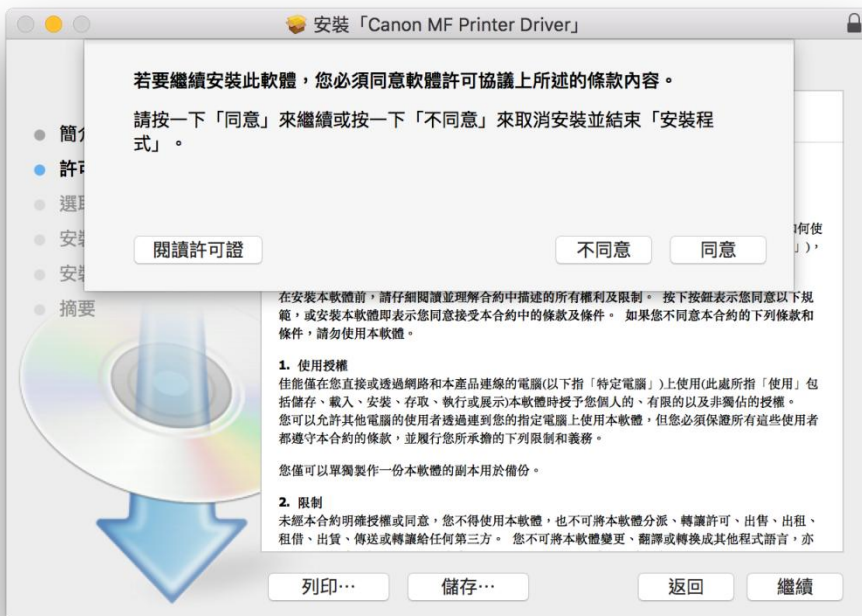 安裝「Canon MF Printer Driver」
若要繼續安裝此軟體，您必須同意軟體許可協議上所述的條款內容。
請按一下「同意」來繼續或按一下「不同意」來取消安裝並結束「安裝程
式」。
閱讀許可證
不同意
同意
簡介
許可
選取
安裝
安裝
摘要
何使
」)，
在安裝本軟體前，請仔細閱讀並理解合約中描述的所有權利及限制。 按下按鈕表示您同意以下規
範，或安裝本軟體即表示您同意接受本合約中的條款及條件。 如果您不同意本合約的下列條款和
條件，請勿使用本軟體。
1. 使用授權
佳能僅在您直接或透過網路和本產品連線的電腦(以下指「特定電腦」)上使用(此處所指「使用」包
括儲存、載入、安裝、存取、執行或展示)本軟體時授予您個人的、有限的以及非獨佔的授權。
您可以允許其他電腦的使用者透過連到您的指定電腦上使用本軟體，但您必須保證所有這些使用者
都遵守本合約的條款，並履行您所承擔的下列限制和義務。
您僅可以單獨製作一份本軟體的副本用於備份。
2. 限制
未經本合約明確授權或同意，您不得使用本軟體，也不可將本軟體分派、轉讓許可、出售、出租、
租借、出賃、傳送或轉讓給任何第三方。 您不可將本軟體變更、翻譯或轉換成其他程式語言，亦
列印⋯
儲存⋯
返回
繼續